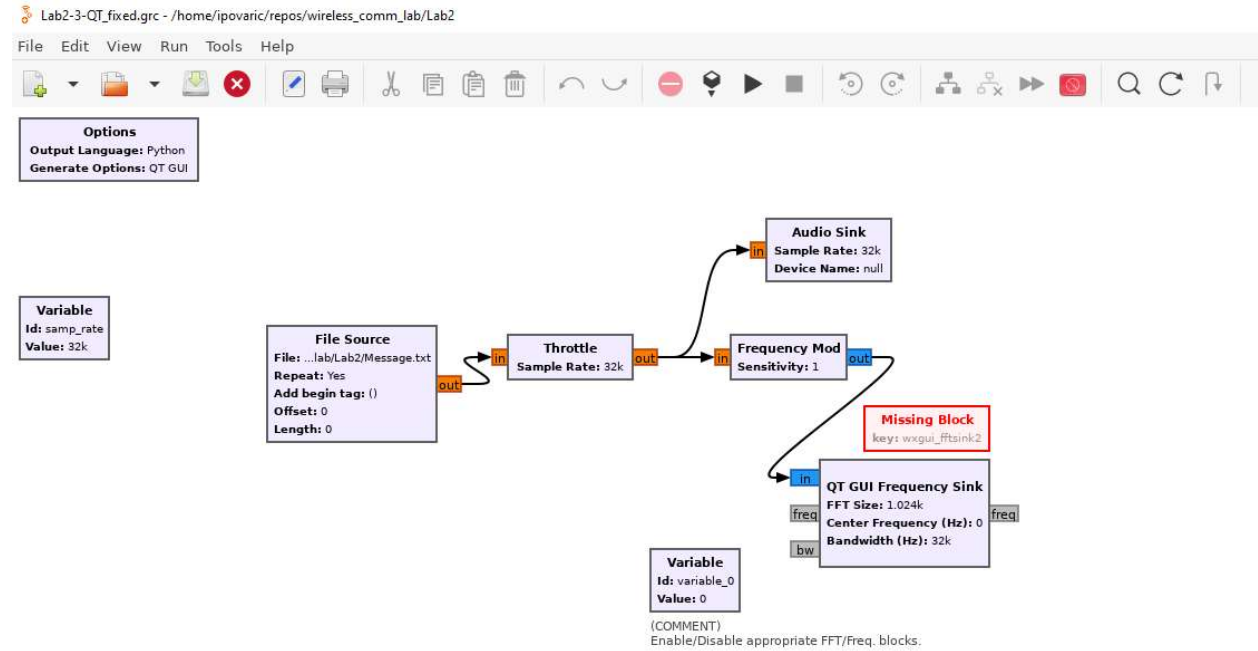 Lab2-3-QT_fixed.grc - /home/ipovaric/repos/wireless_comm_lab/Lab2
File Edit View Run Tools Help
Options
Output Language: Python
Generate Options: QT GUI
Variable
Id: samp_rate
Value: 32k
File Source
File: ...lab/Lab2/Message.txt
Repeat: Yes
Add begin tag: ()
Offset: 0
Length: 0
out
in
Throttle
Sample Rate: 32k
out
in
Audio Sink
Sample Rate: 32k
Device Name: null
in
Frequency Mod
Sensitivity: 1
out
Missing Block
key: wxgui_fftsink2
in
freq
bw
QT GUI Frequency Sink
FFT Size: 1.024k
Center Frequency (Hz): 0
Bandwidth (Hz): 32k
freq
Variable
Id: variable_0
Value: 0
(COMMENT)
Enable/Disable appropriate FFT/Freq. blocks.